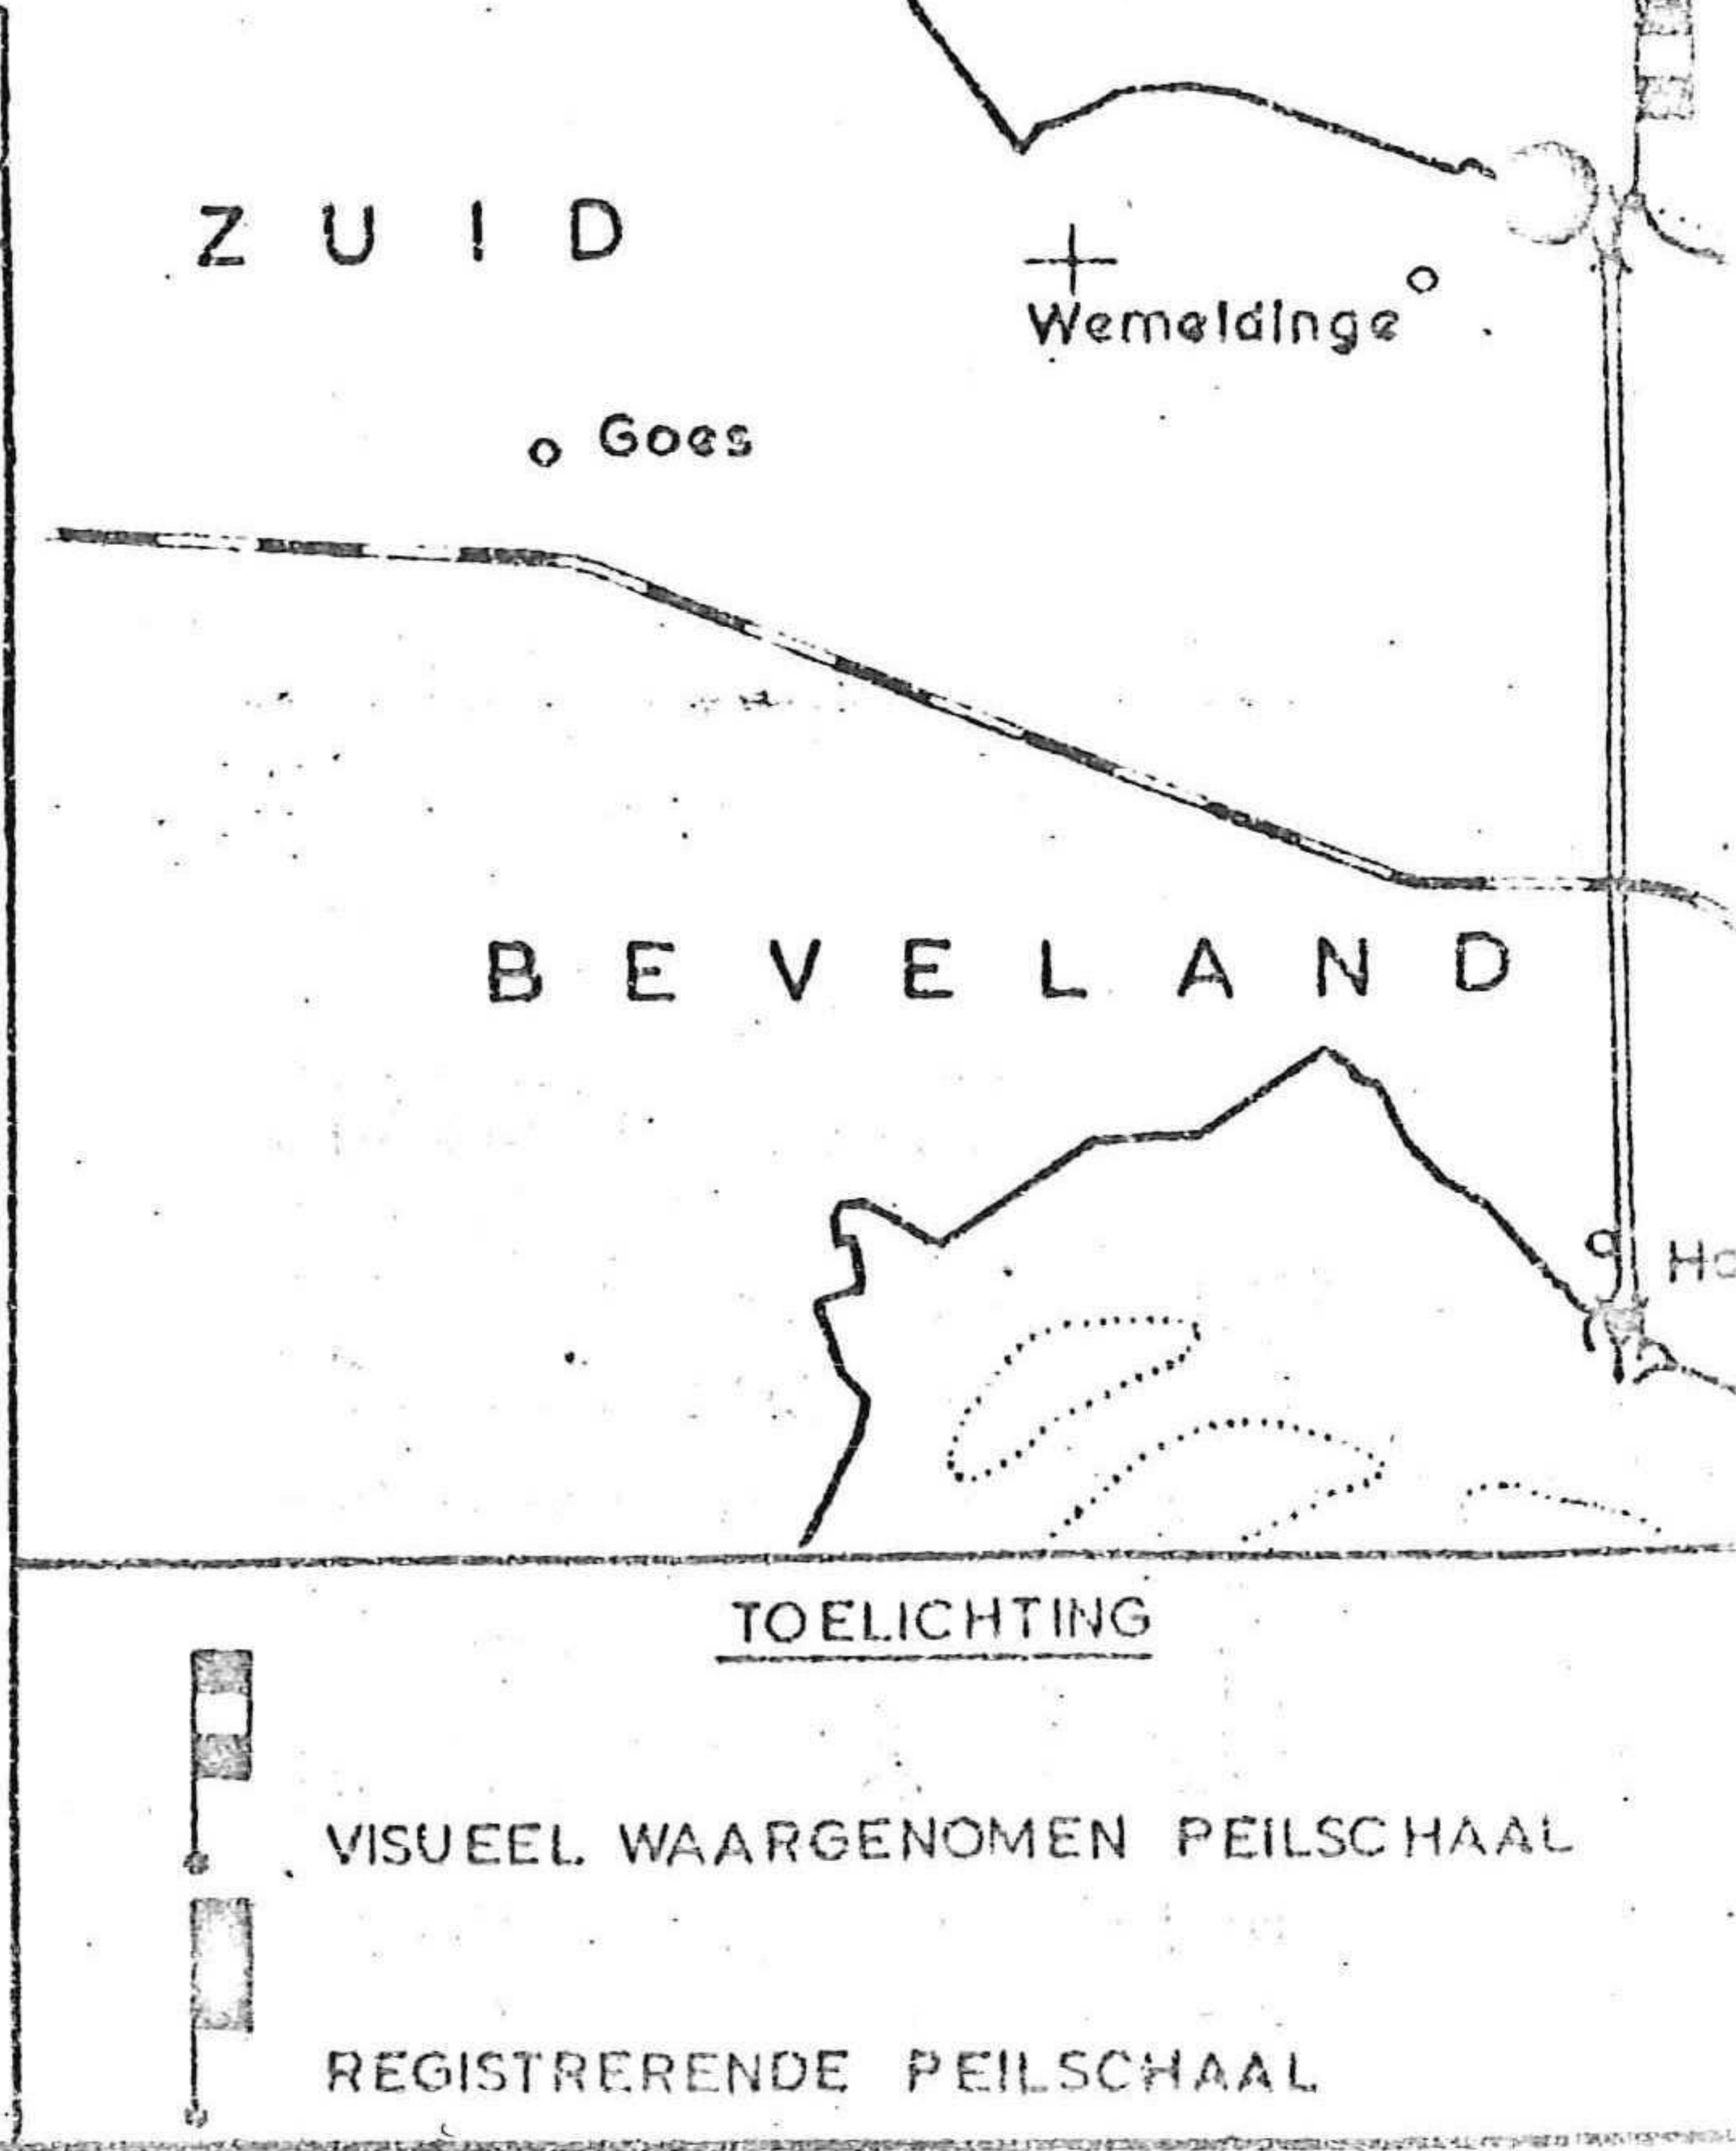 ZUID
Wemeldinge
Goes
BEVELAND
TOELICHTING
VISUEEL WAARGENOMEN PEILSCHAAL
REGISTRERENDE PEILSCHAAL